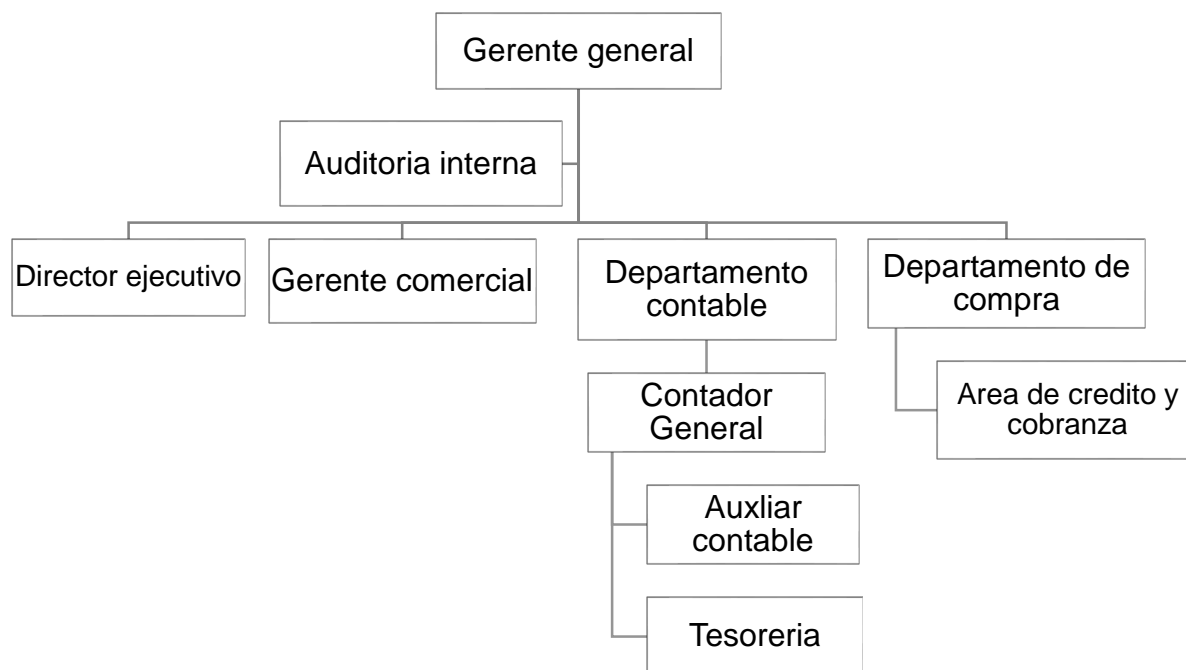 Gerente general
Auditoria interna
Director ejecutivo
Gerente comercial
Departamento
contable
Departamento de
compra
Contador
General
Area de credito y
cobranza
Auxliar
contable
Tesoreria